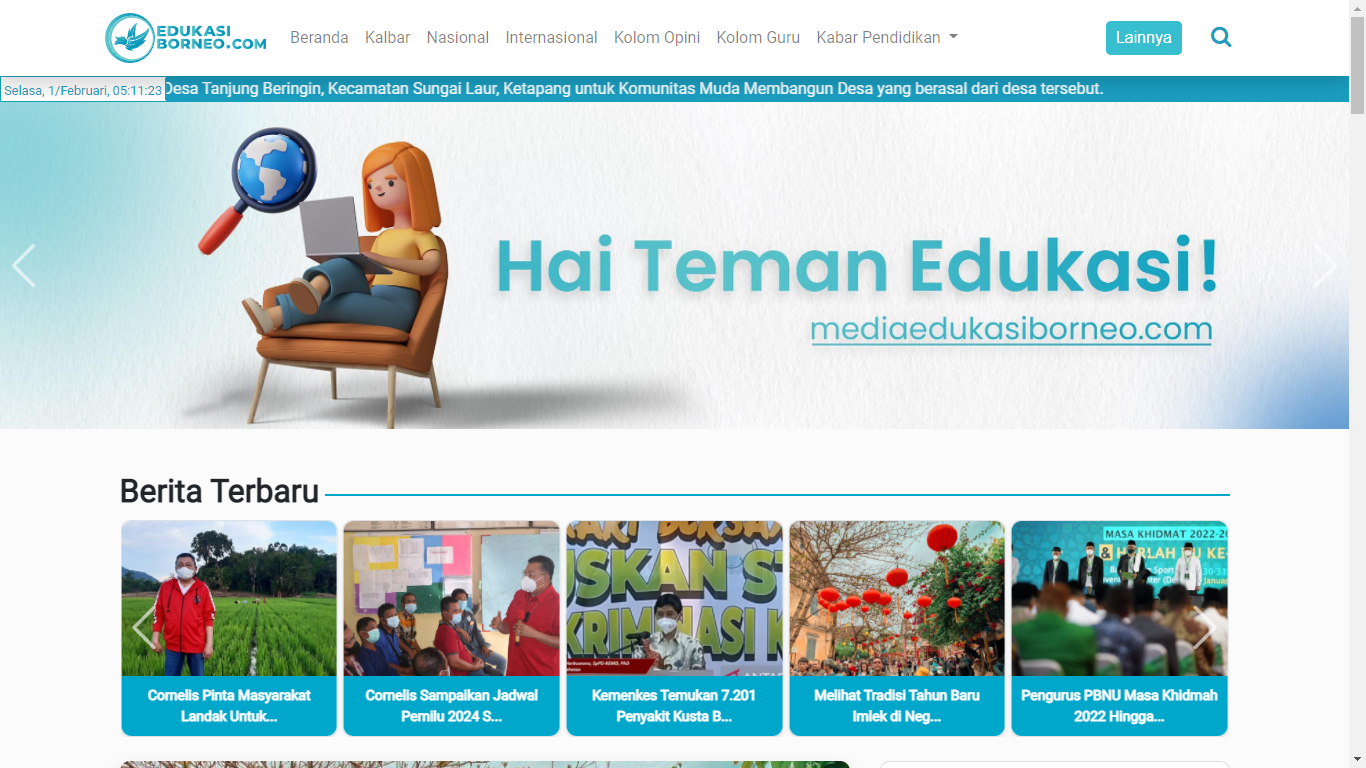 EDUKASI
BORNEO.COM
Beranda Kalbar Nasional Internasional Kolom Opini Kolom Guru Kabar Pendidikan
Lainnya
Selasa, 1/Februari, 05:11:23
Desa Tanjung Beringin, Kecamatan Sungai Laur, Ketapang untuk Komunitas Muda Membangun Desa yang berasal dari desa tersebut.
Hai Teman Edukasi!
mediaedukasiborneo.com
Berita Terbaru
USKAN ST
KRIMINASI K
MASA KHIDMAT 2022-20
Cornelis Pinta Masyarakat
Landak Untuk...
Cornelis Sampaikan Jadwal
Pemilu 2024 S...
Kemenkes Temukan 7.201
Penyakit Kusta B...
Melihat Tradisi Tahun Baru
Imlek di Neg...
Pengurus PBNU Masa Khidmah
2022 Hingga...